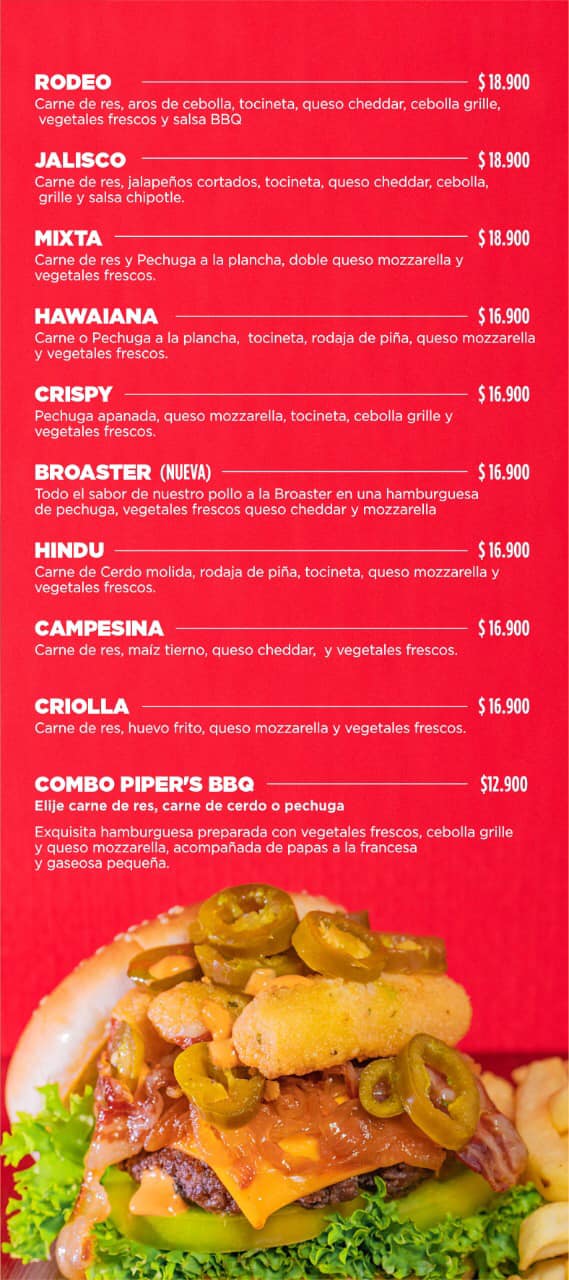 RODEO $18.900
Carne de res, aros de cebolla, tocineta, queso cheddar, cebolla grille,
vegetales frescos y salsa BBQ
JALISCO $18.900
Carne de res, jalapeños cortados, tocineta, queso cheddar, cebolla,
grille y salsa chipotle.
MIXTA $18.900
Carne de res y Pechuga a la plancha, doble queso mozzarella y
vegetales frescos.
HAWAIANA $16.900
Carne o Pechuga a la plancha, tocineta, rodaja de piña, queso mozzarella
y vegetales frescos.
CRISPY $16.900
Pechuga apanada, queso mozzarella, tocineta, cebolla grille y
vegetales frescos.
BROASTER (NUEVA) $16.900
Todo el sabor de nuestro pollo a la Broaster en una hamburguesa
de pechuga, vegetales frescos queso cheddar y mozzarella
HINDU $16.900
Carne de Cerdo molida, rodaja de piña, tocineta, queso mozzarella y
vegetales frescos.
CAMPESINA $16.900
Carne de res, maíz tierno, queso cheddar, y vegetales frescos.
CRIOLLA $16.900
Carne de res, huevo frito, queso mozzarella y vegetales frescos.
COMBO PIPER'S BBQ $12.900
Elije carne de res, carne de cerdo o pechuga
Exquisita hamburguesa preparada con vegetales frescos, cebolla grille
y queso mozzarella, acompañada de papas a la francesa
y gaseosa pequeña.